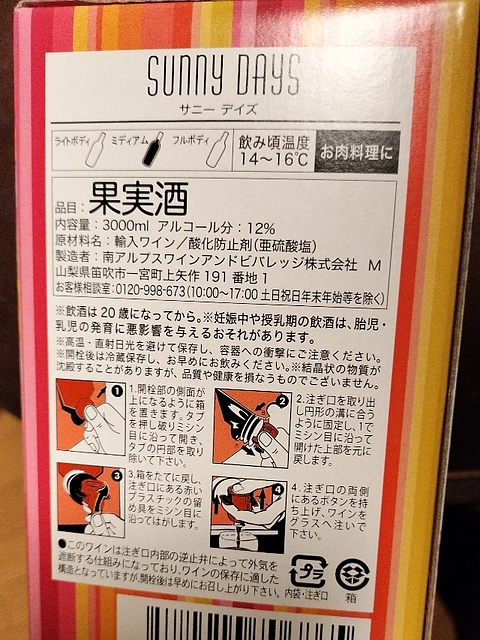 SUNNY DAYS
サニー デイズ
ライトボディ ミディアム フルボディ
飲み頃温度
14～16℃
お肉料理に
品目：果実酒
内容量：3000ml アルコール分：12%
原材料名：輸入ワイン／酸化防止剤(亜硫酸塩)
製造者：南アルプスワインアンドビバレッジ株式会社 M
山梨県笛吹市一宮町上矢作 191 番地 1
お客様相談室：0120-998-673(10:00～17:00 土日祝日年末年始等を除く)
※飲酒は 20 歳になってから。※妊娠中や授乳期の飲酒は、胎児・
乳児の発育に悪影響を与えるおそれがあります。
※高温・直射日光を避けて保存し、容器への衝撃にご注意ください。
※開栓後は冷蔵保存し、お早めにお飲みください。※結晶状の物質が
沈殿することがありますが、品質や健康を損なうものでございません。
1
1.開栓部の側面が
上になるように箱
を置きます。タブ
を押し破りミシン
目に沿って開き、
タブの円部を取り
除いて下さい。
2
2.注ぎ口を取り出
し円形の溝に合う
ように固定し、1で
ミシン目に沿って
開けた上部を元に
戻します。
3
3.箱をたてに戻し、
注ぎ口にある赤い
プラスチックの留
め具をミシン目に
沿ってはがします。
4
4. 注ぎ口の両側
にあるボタンを持
ち上げ、ワインを
グラスへ注いで
下さい。
●このワインは注ぎ口部内の逆止弁によって外気を
遮断する仕組みになっており、ワインの保存に適した
構造となっていますが、開栓後は早めにお召し上がり下さい。
プラ
内袋・注ぎ口
箱